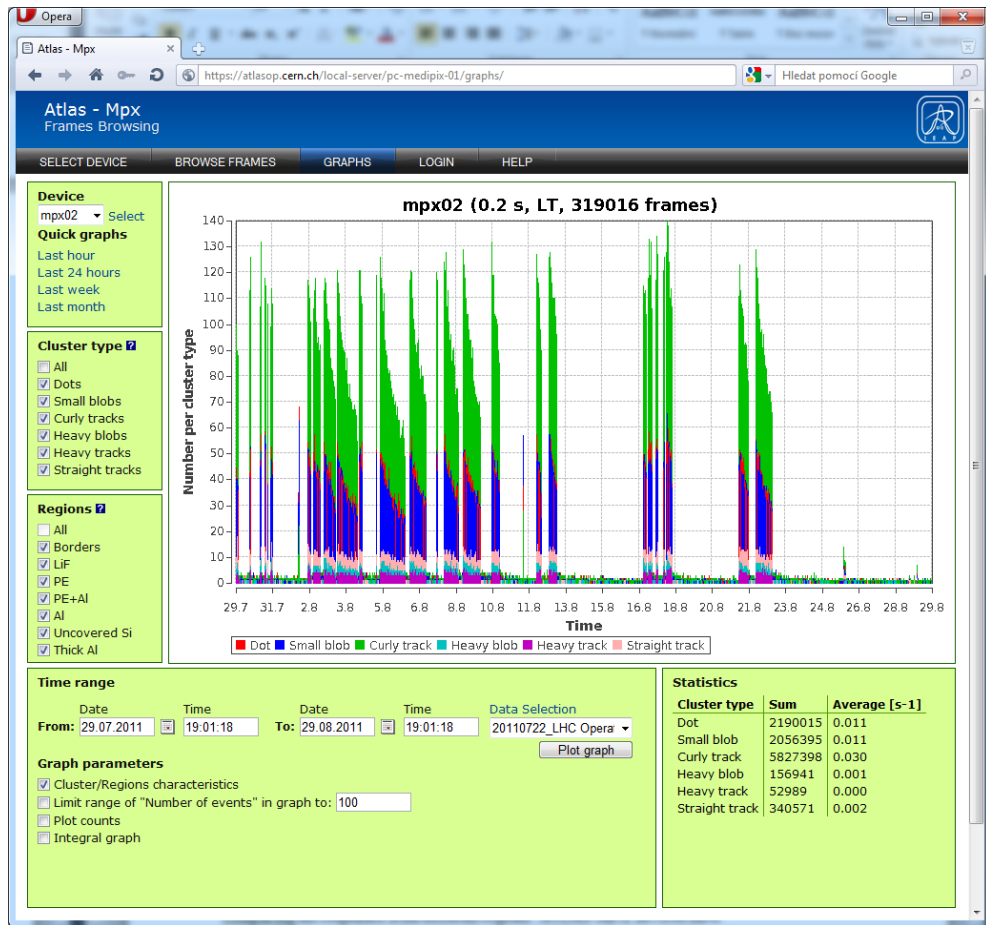 Opera
Atlas - Mpx
https://atlasop.cern.ch/local-server/pc-medipix-01/graphs/
Hledat pomocí Google
Atlas - Mpx
Frames Browsing
IEAP
SELECT DEVICE BROWSE FRAMES GRAPHS LOGIN HELP
Device
mpx02 Select
Quick graphs
Last hour
Last 24 hours
Last week
Last month
Cluster type ?
All
Dots
Small blobs
Curly tracks
Heavy blobs
Heavy tracks
Straight tracks
Regions ?
All
Borders
LiF
PE
PE+Al
Al
Uncovered Si
Thick Al
mpx02 (0.2 s, LT, 319016 frames)
Number per cluster type
140
130
120
110
100
90
80
70
60
50
40
30
20
10
0
29.7 31.7 2.8 3.8 5.8 6.8 8.8 10.8 11.8 13.8 15.8 16.8 18.8 20.8 21.8 23.8 24.8 26.8 28.8 29.8
Time
Dot Small blob Curly track Heavy blob Heavy track Straight track
Time range
Date Time Date Time Data Selection
From: 29.07.2011 19:01:18 To: 29.08.2011 19:01:18 20110722_LHC Opera
Plot graph
Graph parameters
Cluster/Regions characteristics
Limit range of "Number of events" in graph to: 100
Plot counts
Integral graph
Statistics
Cluster type Sum Average [s-1]
Dot 2190015 0.011
Small blob 2056395 0.011
Curly track 5827398 0.030
Heavy blob 156941 0.001
Heavy track 52989 0.000
Straight track 340571 0.002